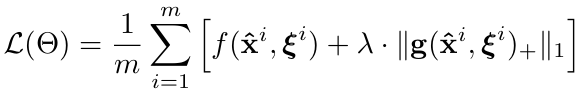 $\mathcal{L}(\Theta) = \frac{1}{m} \sum_{i=1}^{m} \left[ f(\hat{\mathbf{x}}^i, \boldsymbol{\xi}^i) + \lambda \cdot \| \mathbf{g}(\hat{\mathbf{x}}^i, \boldsymbol{\xi}^i)_+ \|_1 \right]$